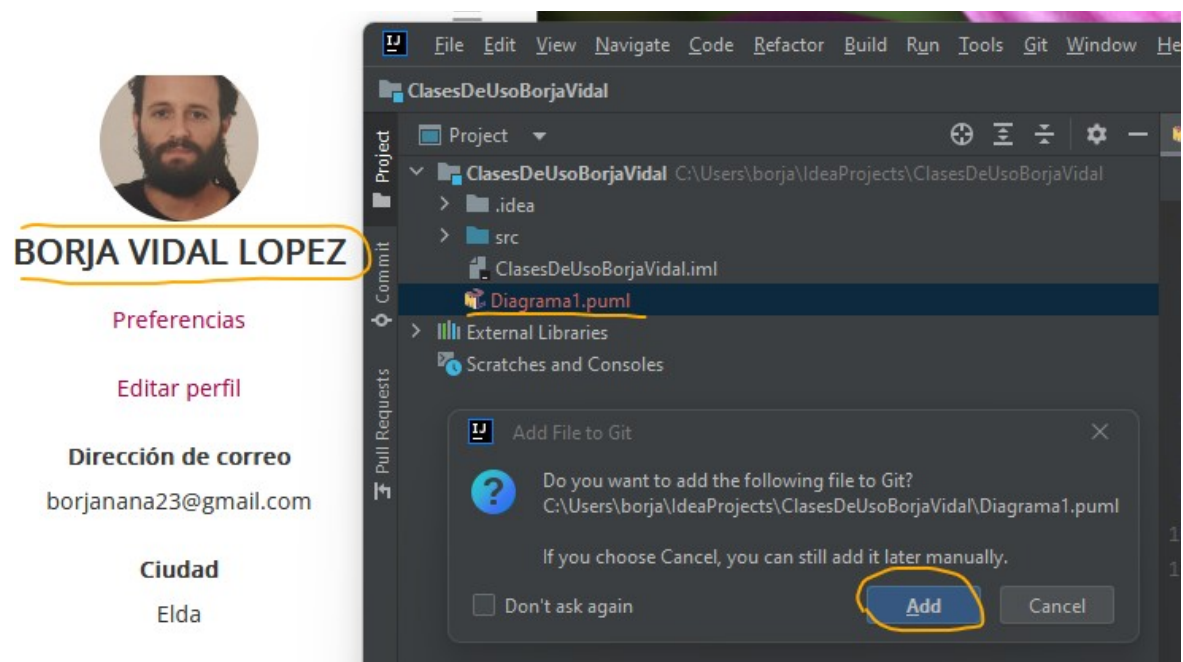 BORJA VIDAL LOPEZ
Preferencias
Editar perfil
Dirección de correo
borjanana23@gmail.com
Ciudad
Elda
File Edit View Navigate Code Refactor Build Run Tools Git Window He
ClasesDeUsoBorjaVidal
Project
Commit
Pull Requests
Project
ClasesDeUsoBorjaVidal C:\Users\borja\IdeaProjects\ClasesDeUsoBorjaVidal
.idea
src
ClasesDeUsoBorjaVidal.iml
Diagrama1.puml
External Libraries
Scratches and Consoles
Add File to Git
Do you want to add the following file to Git?
C:\Users\borja\IdeaProjects\ClasesDeUsoBorjaVidal\Diagrama1.puml
If you choose Cancel, you can still add it later manually.
Don't ask again
Add
Cancel
1
1